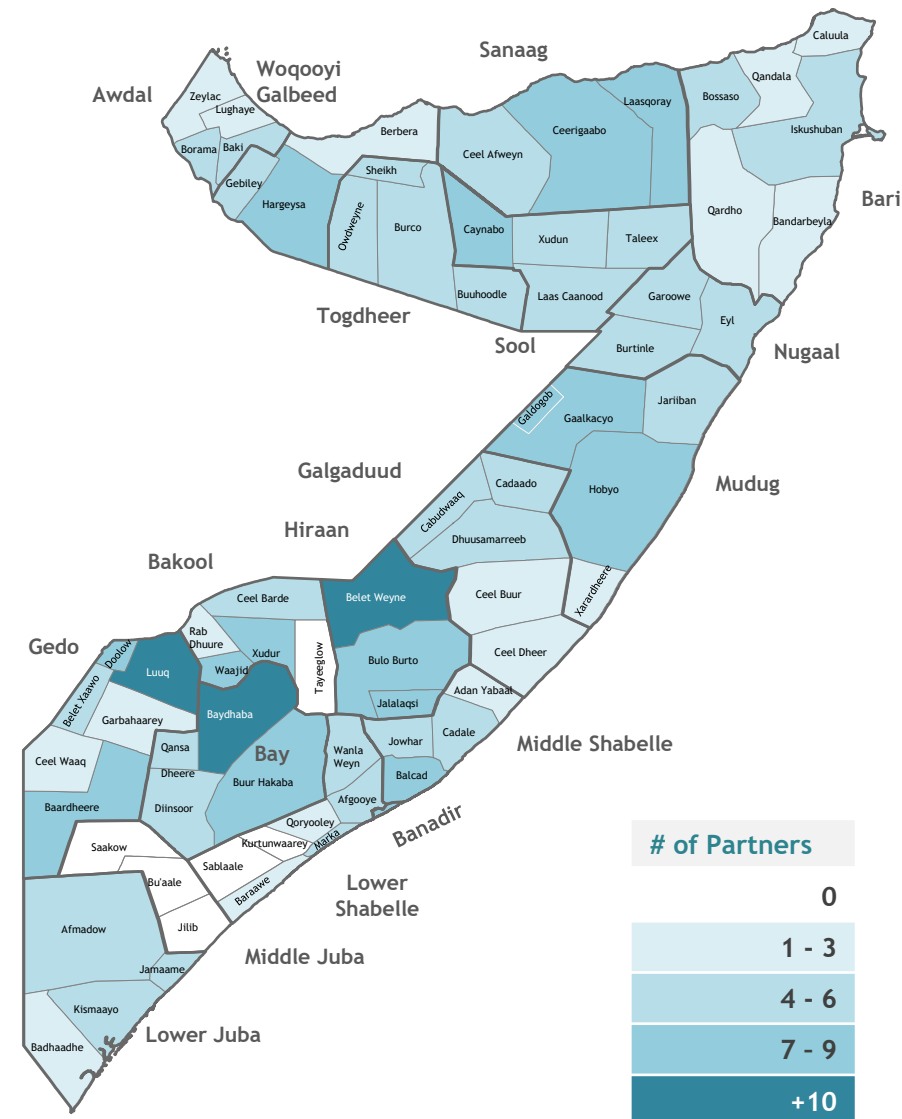 Caluula
Sanaag
Qandala
Woqooyi
Galbeed
Awdal
Zeylac
Bossaso
Laasqoray
Lughaye
Ceerigaabo
Iskushuban
Berbera
Borama
Baki
Ceel Afweyn
Sheikh
Gebiley
Bari
Hargeysa
Qardho
Bandarbeyla
Owdweyne
Burco
Caynabo
Xudun
Taleex
Buuhoodle
Laas Caanood
Garoowe
Togdheer
Eyl
Sool
Burtinle
Nugaal
Galdogob
Jariiban
Gaalkacyo
Galgaduud
Cadaado
Hobyo
Mudug
Cabudwaaq
Hiraan
Dhuusamarreeb
Bakool
Xarardheere
Ceel Buur
Ceel Barde
Belet Weyne
Rab
Dhuure
Gedo
Doolow
Xudur
Ceel Dheer
Bulo Burto
Waajid
Luuq
Tayeeglow
Adan Yabaal
Belet Xaawo
Jalalaqsi
Garbahaarey
Baydhaba
Cadale
Jowhar
Middle Shabelle
Qansa
Dheere
Bay
Wanla
Weyn
Ceel Waaq
Balcad
Buur Hakaba
Baardheere
Afgooye
Diinsoor
Banadir
Qoryooley
Marka
Kurtunwaarey
Saakow
Sablaale
Bu'aale
Baraawe
Lower
Shabelle
Jilib
Afmadow
Middle Juba
Jamaame
Kismaayo
Lower Juba
Badhaadhe
# of Partners
0
1 - 3
4 - 6
7 - 9
+10